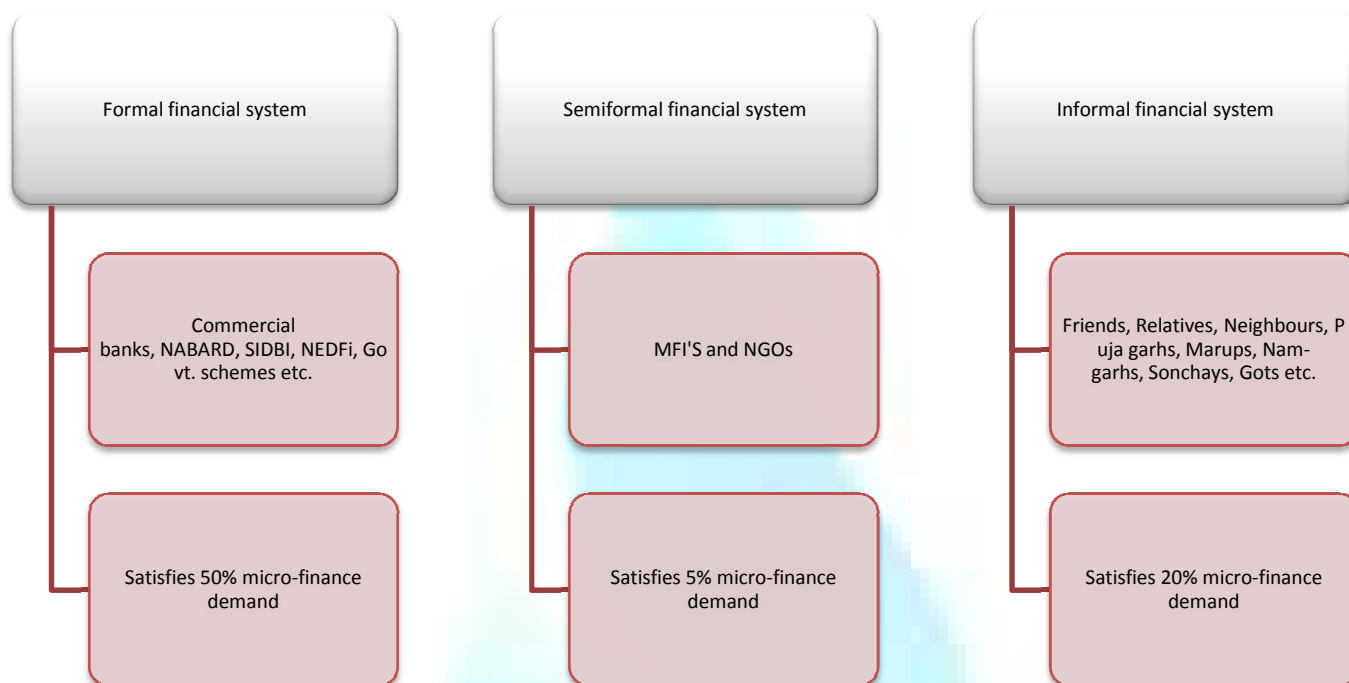 Formal financial system
Semiformal financial system
Informal financial system
Commercial
banks, NABARD, SIDBI, NEDFi, Go
vt. schemes etc.
MFI'S and NGOs
Friends, Relatives, Neighbours, P
uja garhs, Marups, Nam-
garhs, Sonchays, Gots etc.
Satisfies 50% micro-finance
demand
Satisfies 5% micro-finance
demand
Satisfies 20% micro-finance
demand